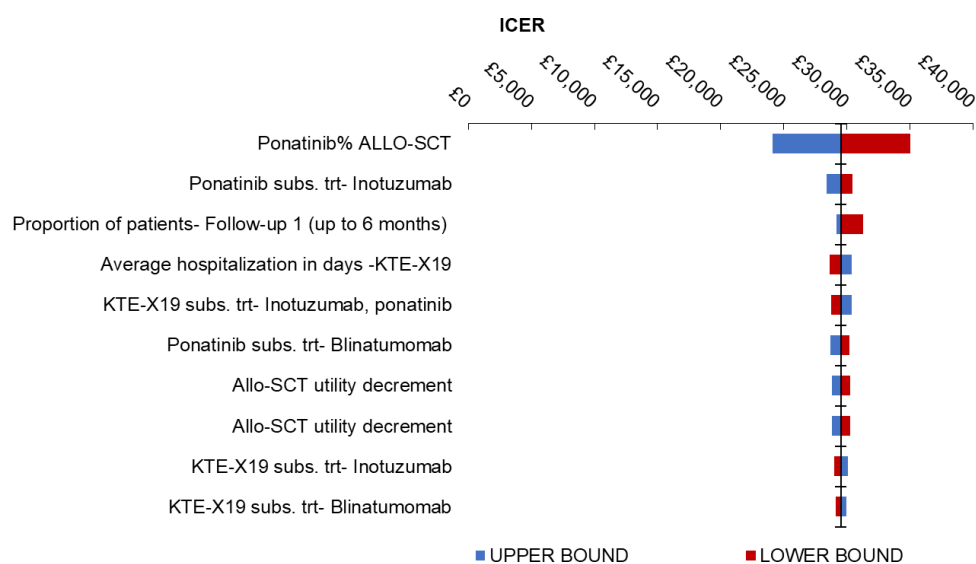 ICER
£0
£5,000
£10,000
£15,000
£20,000
£25,000
£30,000
£35,000
£40,000
Ponatinib% ALLO-SCT
Ponatinib subs. trt- Inotuzumab
Proportion of patients- Follow-up 1 (up to 6 months)
Average hospitalization in days -KTE-X19
KTE-X19 subs. trt- Inotuzumab, ponatinib
Ponatinib subs. trt- Blinatumomab
Allo-SCT utility decrement
Allo-SCT utility decrement
KTE-X19 subs. trt- Inotuzumab
KTE-X19 subs. trt- Blinatumomab
UPPER BOUND
LOWER BOUND